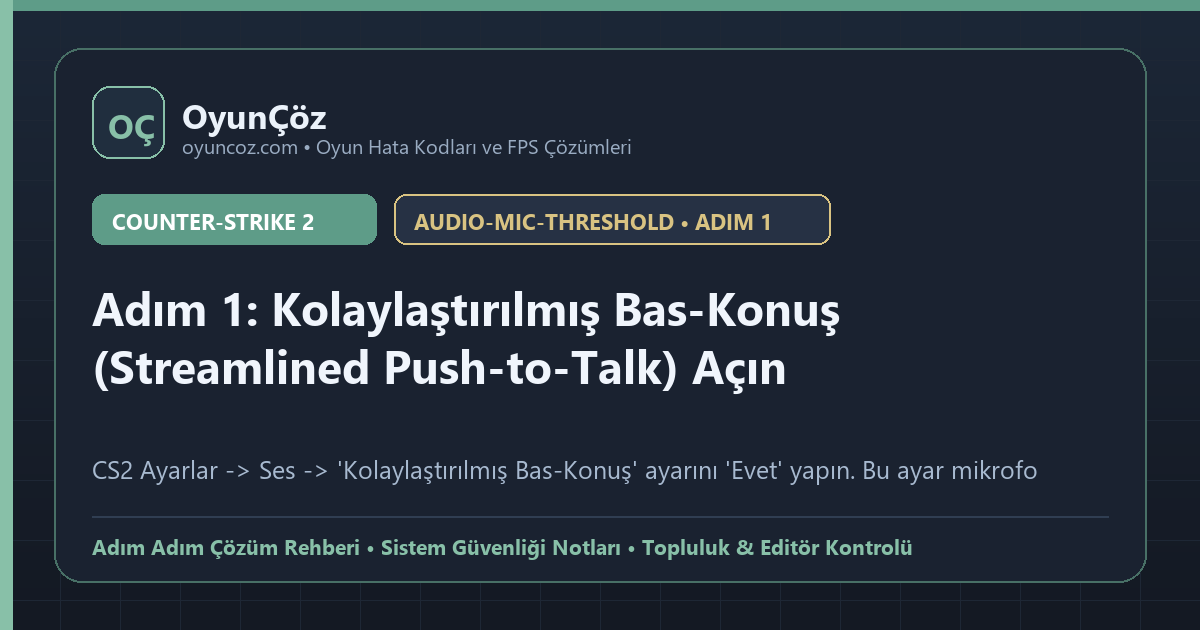 OÇ
OyunÇöz
oyuncoz.com • Oyun Hata Kodları ve FPS Çözümleri
COUNTER-STRIKE 2
AUDIO-MIC-THRESHOLD • ADIM 1
Adım 1: Kolaylaştırılmış Bas-Konuş
(Streamlined Push-to-Talk) Açın
CS2 Ayarlar -> Ses -> 'Kolaylaştırılmış Bas-Konuş' ayarını 'Evet' yapın. Bu ayar mikrofo
Adım Adım Çözüm Rehberi • Sistem Güvenliği Notları • Topluluk & Editör Kontrolü